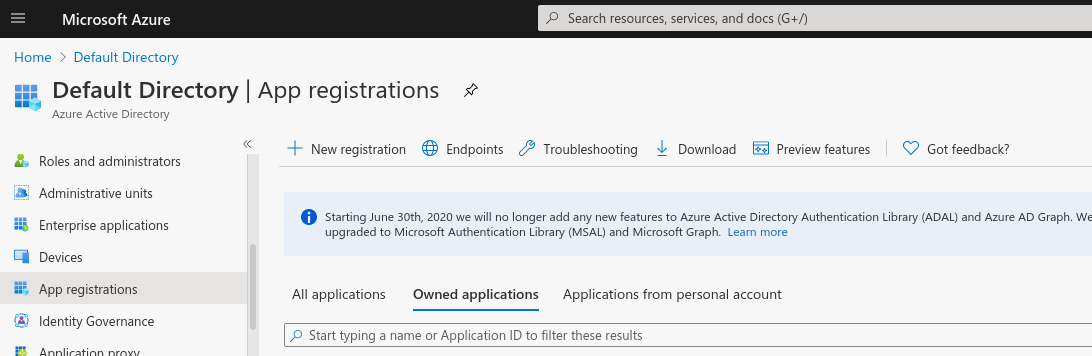 Microsoft Azure
Search resources, services, and docs (G+/)
Home > Default Directory
Default Directory | App registrations
Azure Active Directory
«
Roles and administrators
Administrative units
Enterprise applications
Devices
App registrations
Identity Governance
Application proxy
New registration Endpoints Troubleshooting Download Preview features Got feedback?
Starting June 30th, 2020 we will no longer add any new features to Azure Active Directory Authentication Library (ADAL) and Azure AD Graph. We
upgraded to Microsoft Authentication Library (MSAL) and Microsoft Graph. Learn more
All applications Owned applications Applications from personal account
Start typing a name or Application ID to filter these results